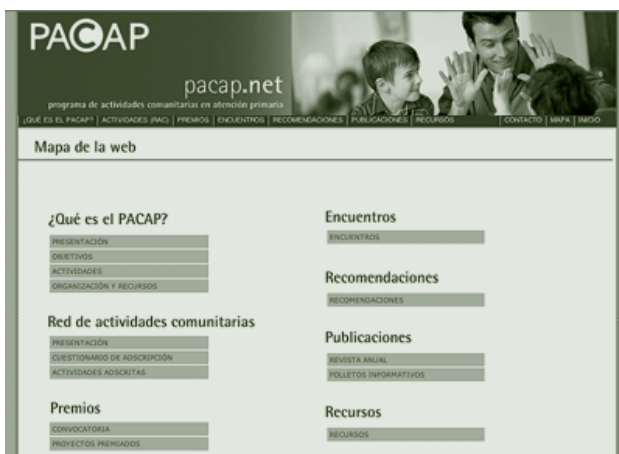 PACAP
pacap.net
programa de actividades comunitarias en atención primaria
¿QUÉ ES EL PACAP? | ACTIVIDADES (RAC) | PREMIOS | ENCUENTROS | RECOMENDACIONES | PUBLICACIONES | RECURSOS | CONTACTO | MAPA | INICIO
Mapa de la web
¿Qué es el PACAP?
PRESENTACIÓN
OBJETIVOS
ACTIVIDADES
ORGANIZACIÓN Y RECURSOS
Red de actividades comunitarias
PRESENTACIÓN
CUESTIONARIO DE ADSCRIPCIÓN
ACTIVIDADES ADSCRITAS
Premios
CONVOCATORIA
PROYECTOS PREMIADOS
Encuentros
ENCUENTROS
Recomendaciones
RECOMENDACIONES
Publicaciones
REVISTA ANUAL
FOLLETOS INFORMATIVOS
Recursos
RECURSOS